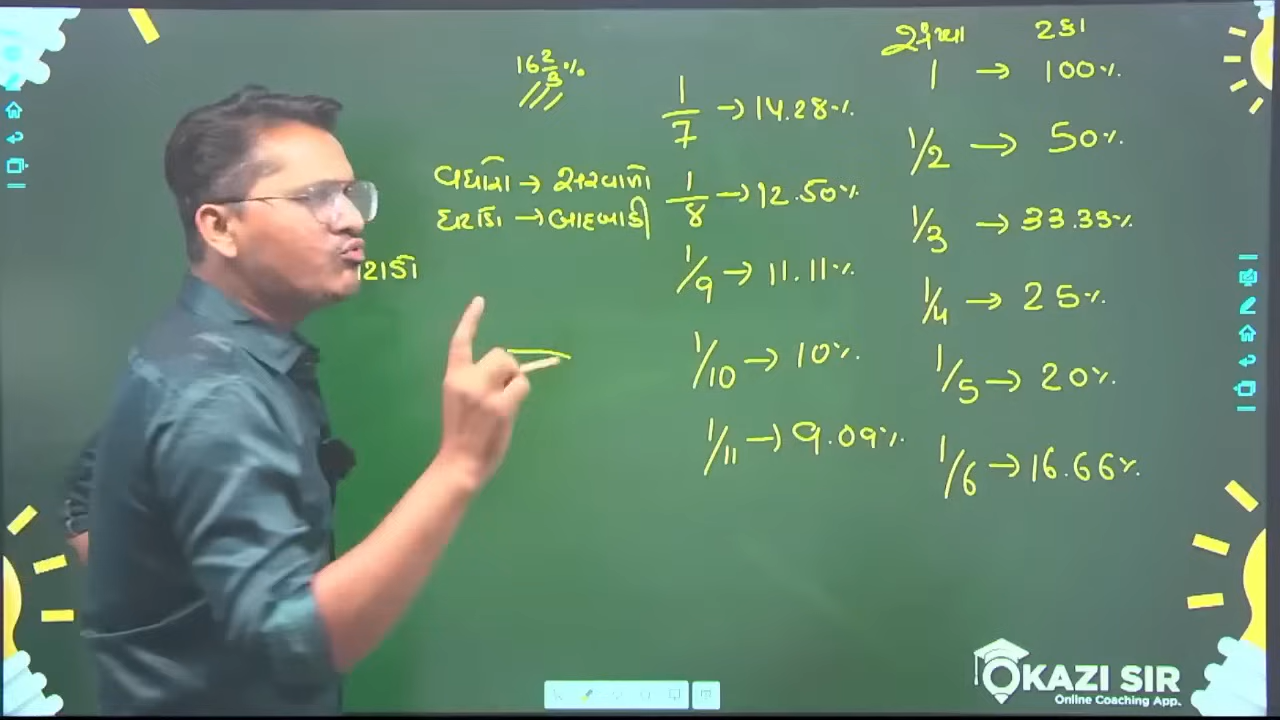 સંખ્યા ટકા
1 → 100%
1/2 → 50%
1/3 → 33.33%
1/4 → 25%
1/5 → 20%
1/6 → 16.66%
16 2/3 %
1/7 → 14.28%
1/8 → 12.50%
1/9 → 11.11%
1/10 → 10%
1/11 → 9.09%
વધારો → સરવાળો
ઘટાડો → બાદબાકી
KAZI SIR
Online Coaching App.